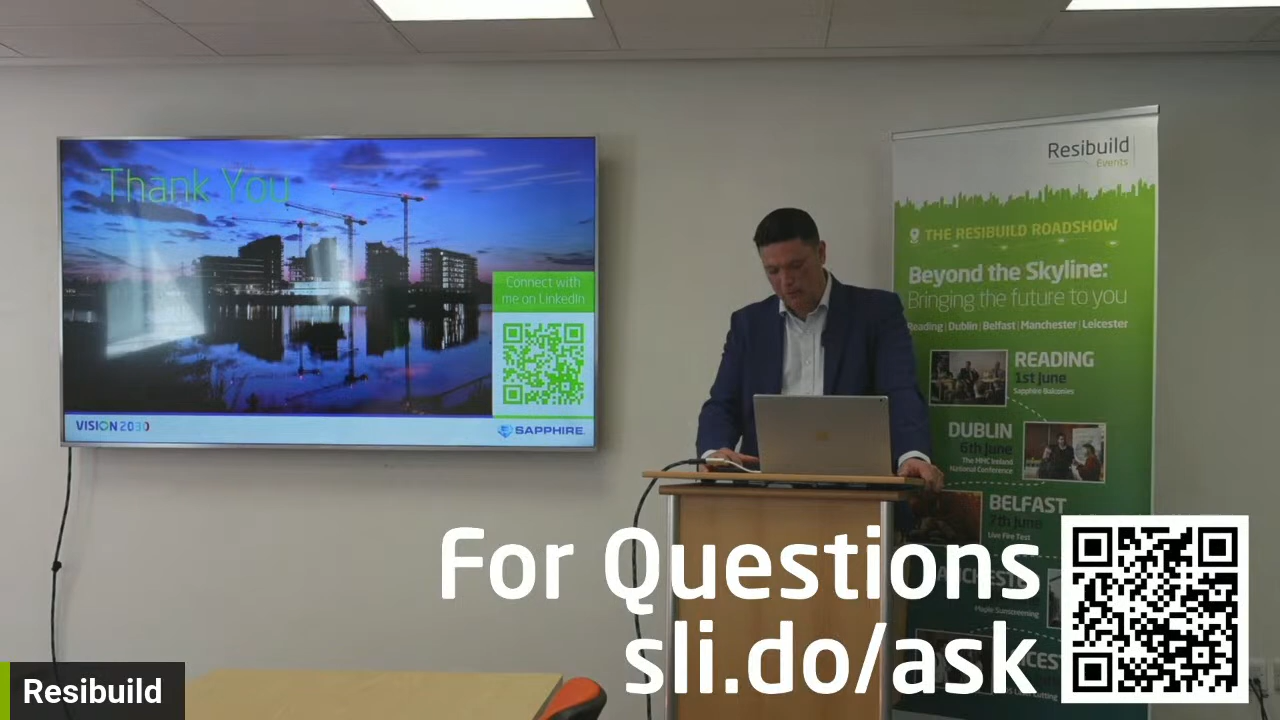 Thank You
Connect with
me on LinkedIn
VISION 2030
SAPPHIRE
Resibuild
Events
THE RESIBUILD ROADSHOW
Beyond the Skyline:
Bringing the future to you
Reading | Dublin | Belfast | Manchester | Leicester
READING
1st June
Sapphire Balconies
DUBLIN
6th June
The MMC Ireland
National Conference
BELFAST
7th June
Live Fire Test
Maple Sunscreening
For Questions
sli.do/ask
Resibuild